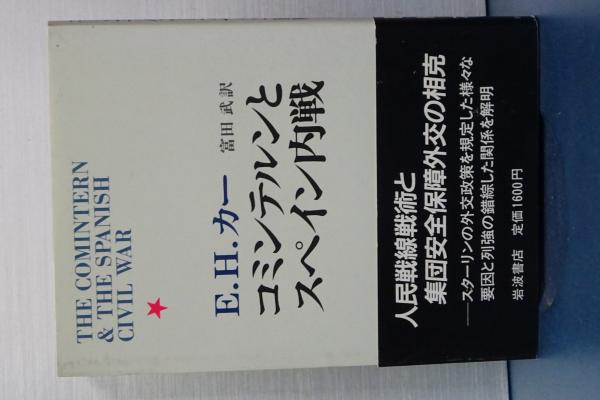 THE COMINTERN
& THE SPANISH
CIVIL WAR
E.H.カー
富田 武 訳
コミンテルンと
スペイン内戦
人民戦線戦術と
集団安全保障外交の相克
──スターリンの外交政策を規定した様々な
要因と列強の錯綜した関係を解明
岩波書店 定価1600円